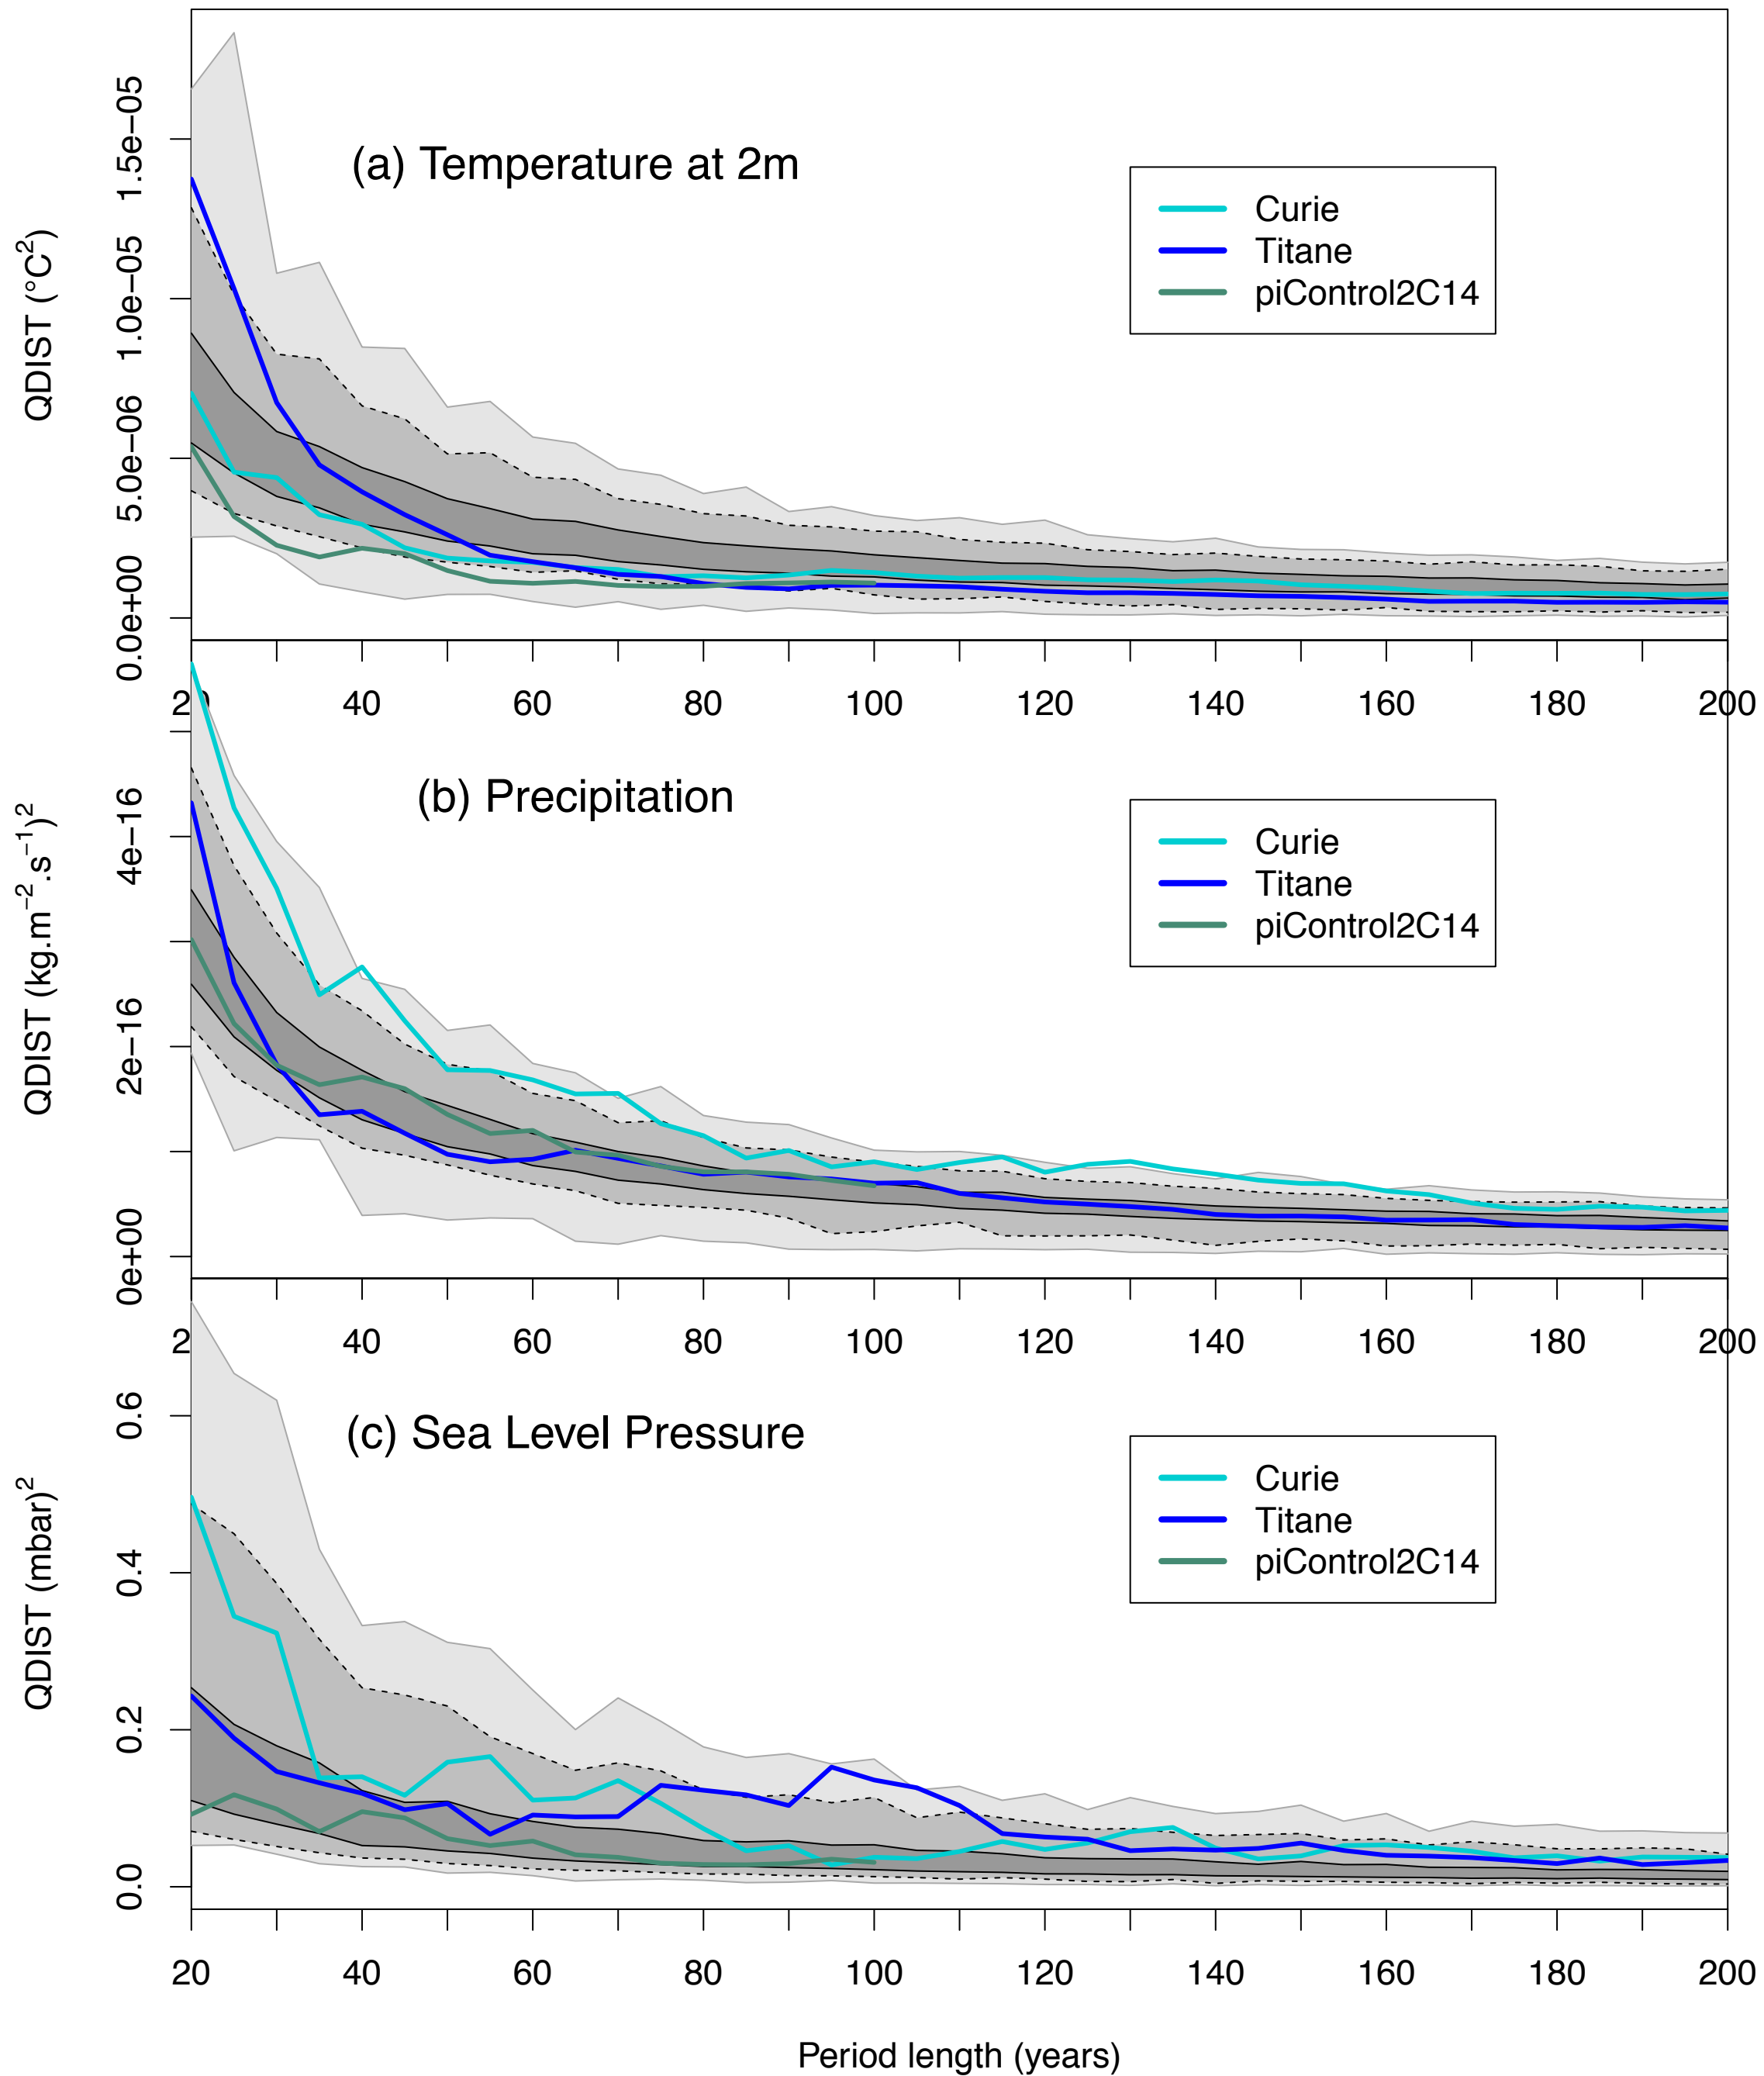 (a) Temperature at 2m
QDIST (°C²)
0.0e+00 5.0e−06 1.0e−05 1.5e−05
Curie
Titane
piControl2C14
20 40 60 80 100 120 140 160 180 200
(b) Precipitation
QDIST (kg.m⁻².s⁻¹)²
0e+00 2e−16 4e−16
Curie
Titane
piControl2C14
2 40 60 80 100 120 140 160 180 200
(c) Sea Level Pressure
QDIST (mbar)²
0.0 0.2 0.4 0.6
Curie
Titane
piControl2C14
20 40 60 80 100 120 140 160 180 200
Period length (years)